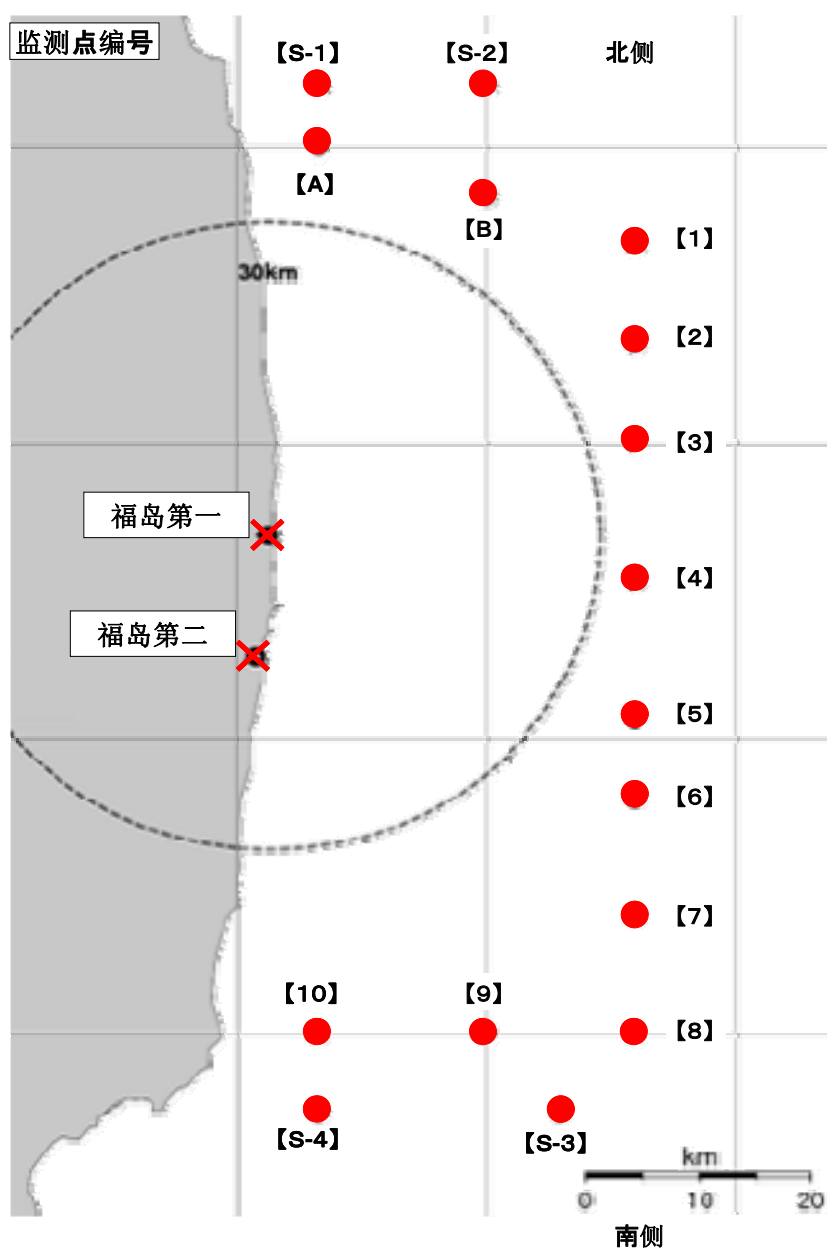 监测点编号
【S-1】
【S-2】
北侧
【A】
【B】
【1】
30km
【2】
【3】
福岛第一
【4】
福岛第二
【5】
【6】
【7】
【10】
【9】
【8】
【S-4】
【S-3】
km
0 10 20
南侧